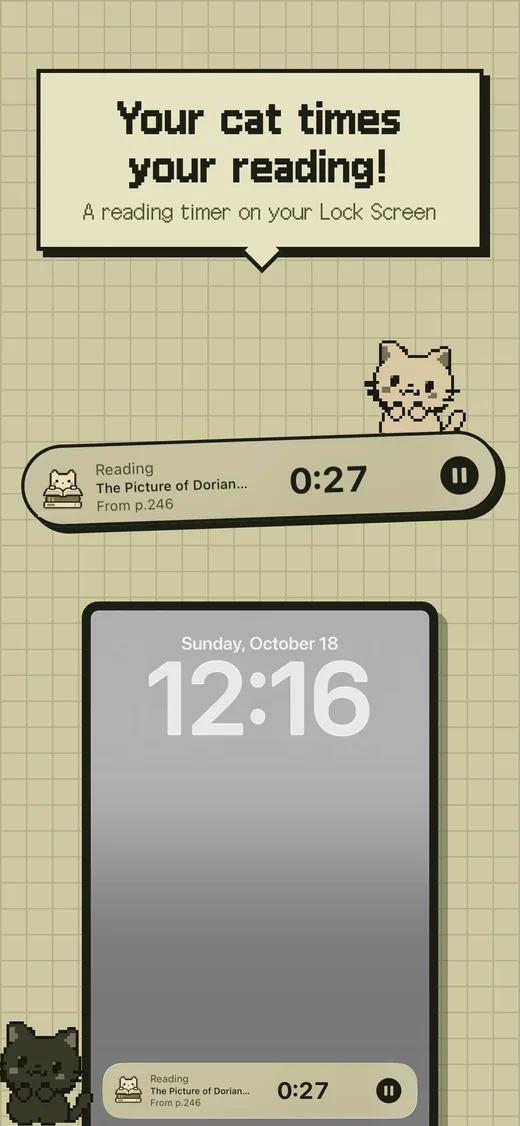 Your cat times
your reading!
A reading timer on your Lock Screen
Reading
The Picture of Dorian...
From p.246
0:27
Sunday, October 18
12:16
Reading
The Picture of Dorian...
From p.246
0:27